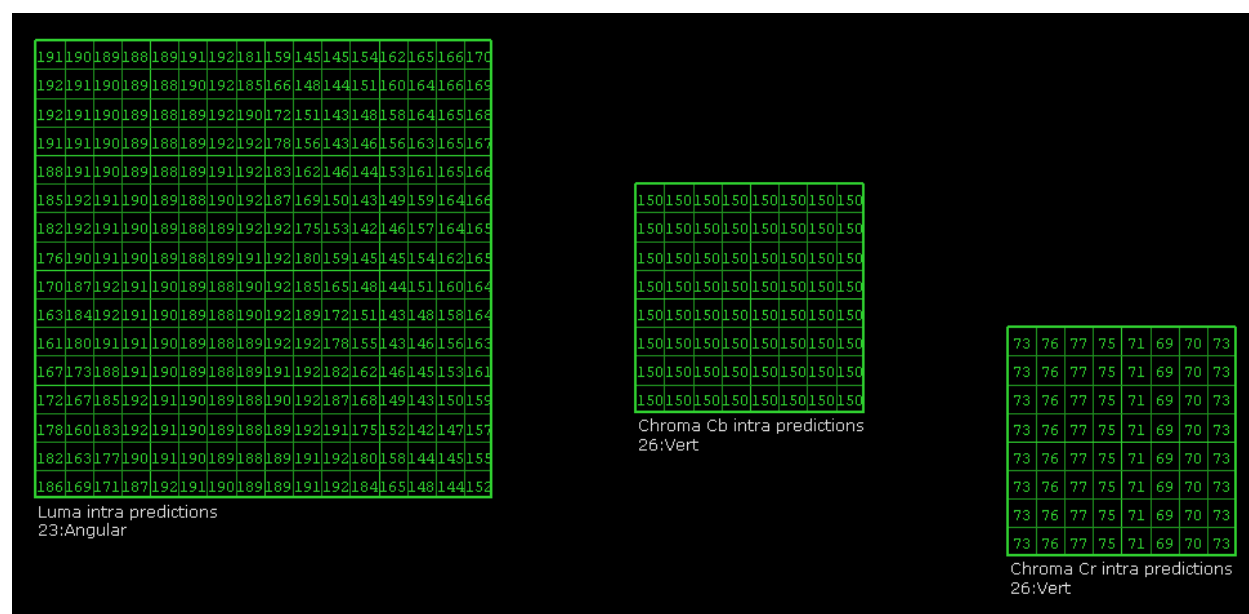 191 190 189 188 189 191 192 181 159 145 145 154 162 165 166 170
192 191 190 189 188 190 192 185 166 148 144 151 160 164 166 169
192 191 190 189 188 189 192 190 172 151 143 148 158 164 165 168
191 191 190 189 188 189 192 192 178 156 143 146 156 163 165 167
188 191 190 189 188 189 191 192 183 162 146 144 153 161 165 166
185 192 191 190 189 188 190 192 187 169 150 143 149 159 164 166
182 192 191 190 189 188 189 192 192 175 153 142 146 157 164 165
176 190 191 190 189 188 189 191 192 180 159 145 145 154 162 165
170 187 192 191 190 189 188 190 192 185 165 148 144 151 160 164
163 184 192 191 190 189 188 190 192 189 172 151 143 148 158 164
161 180 191 191 190 189 188 189 192 192 178 155 143 146 156 163
167 173 188 191 190 189 188 189 191 192 182 162 146 145 153 161
172 167 185 192 191 190 189 188 190 192 187 168 149 143 150 159
178 160 183 192 191 190 189 188 189 192 191 175 152 142 147 157
182 163 177 190 191 190 189 188 189 191 192 180 158 144 145 155
186 169 171 187 192 191 190 189 189 191 192 184 165 148 144 152
Luma intra predictions
23:Angular
150 150 150 150 150 150 150 150
150 150 150 150 150 150 150 150
150 150 150 150 150 150 150 150
150 150 150 150 150 150 150 150
150 150 150 150 150 150 150 150
150 150 150 150 150 150 150 150
150 150 150 150 150 150 150 150
150 150 150 150 150 150 150 150
Chroma Cb intra predictions
26:Vert
73 76 77 75 71 69 70 73
73 76 77 75 71 69 70 73
73 76 77 75 71 69 70 73
73 76 77 75 71 69 70 73
73 76 77 75 71 69 70 73
73 76 77 75 71 69 70 73
73 76 77 75 71 69 70 73
73 76 77 75 71 69 70 73
Chroma Cr intra predictions
26:Vert